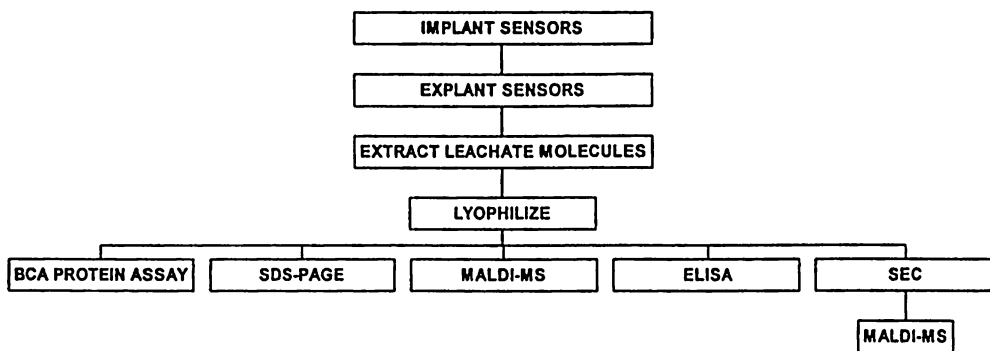 IMPLANT SENSORS
EXPLANT SENSORS
EXTRACT LEACHATE MOLECULES
LYOPHILIZE
BCA PROTEIN ASSAY
SDS-PAGE
MALDI-MS
ELISA
SEC
MALDI-MS